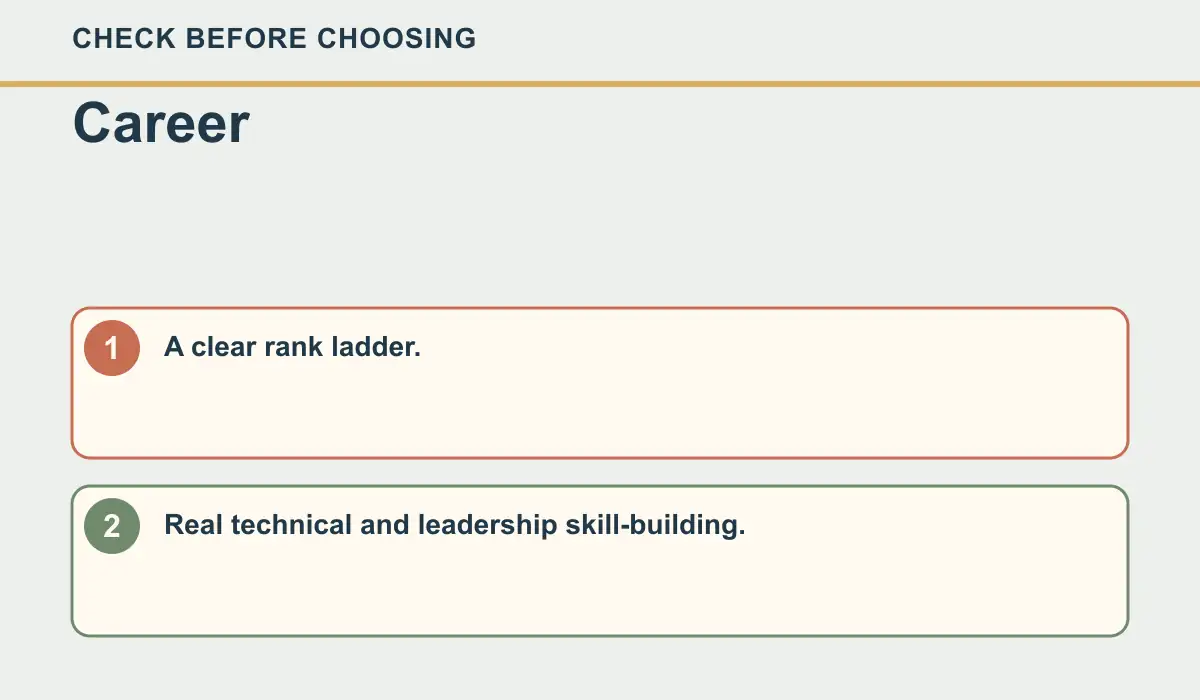 CHECK BEFORE CHOOSING
Career
1 A clear rank ladder.
2 Real technical and leadership skill-building.